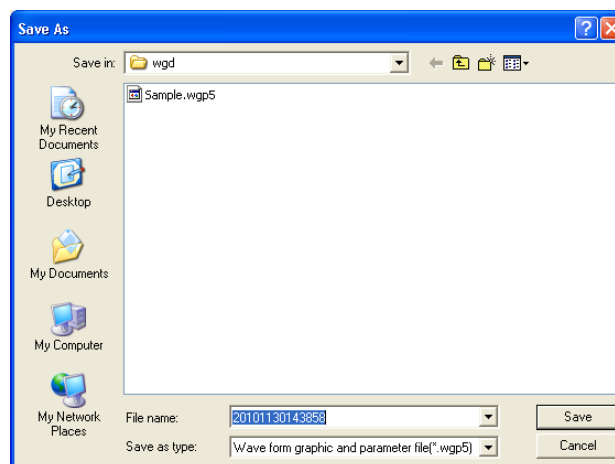 Save As
Save in: wgd
Sample.wgp5
My Recent
Documents
Desktop
My Documents
My Computer
My Network
Places
File name: 20101130143858 Save
Save as type: Wave form graphic and parameter file(*.wgp5) Cancel